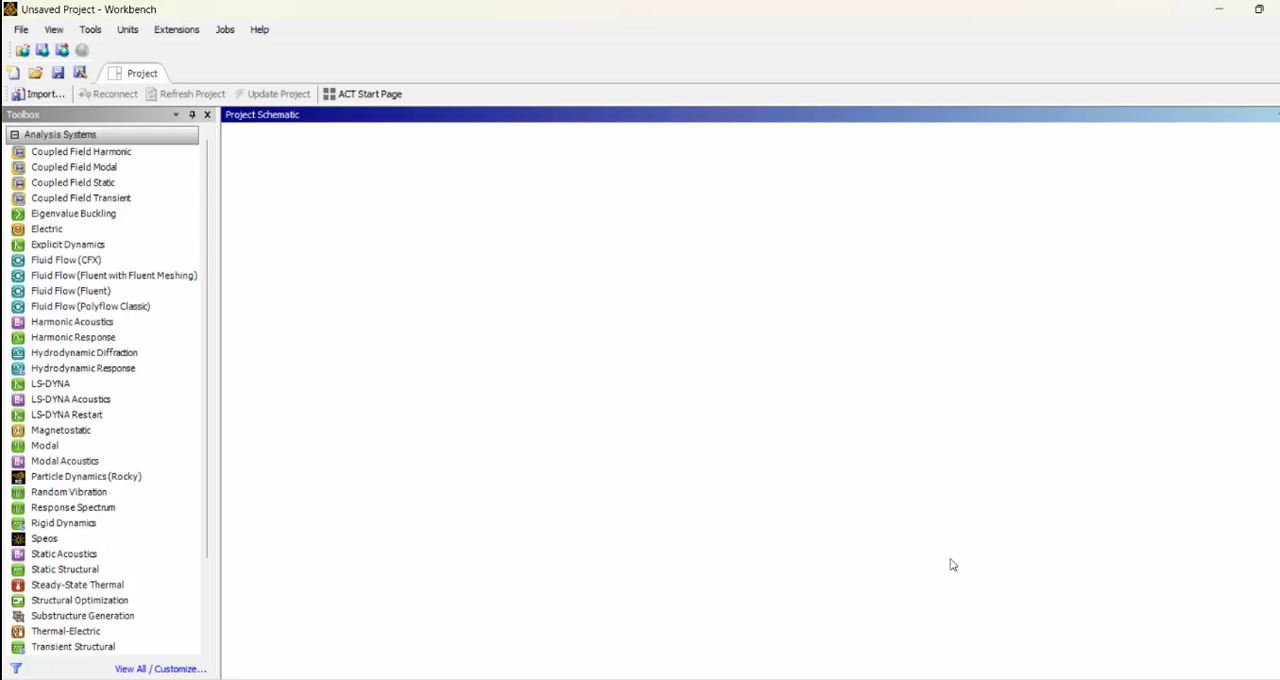 Unsaved Project - Workbench
File View Tools Units Extensions Jobs Help
Project
Import... Reconnect Refresh Project Update Project ACT Start Page
Toolbox
Project Schematic
Analysis Systems
Coupled Field Harmonic
Coupled Field Modal
Coupled Field Static
Coupled Field Transient
Eigenvalue Buckling
Electric
Explicit Dynamics
Fluid Flow (CFX)
Fluid Flow (Fluent with Fluent Meshing)
Fluid Flow (Fluent)
Fluid Flow (Polyflow Classic)
Harmonic Acoustics
Harmonic Response
Hydrodynamic Diffraction
Hydrodynamic Response
LS-DYNA
LS-DYNA Acoustics
LS-DYNA Restart
Magnetostatic
Modal
Modal Acoustics
Particle Dynamics (Rocky)
Random Vibration
Response Spectrum
Rigid Dynamics
Speos
Static Acoustics
Static Structural
Steady-State Thermal
Structural Optimization
Substructure Generation
Thermal-Electric
Transient Structural
View All / Customize...